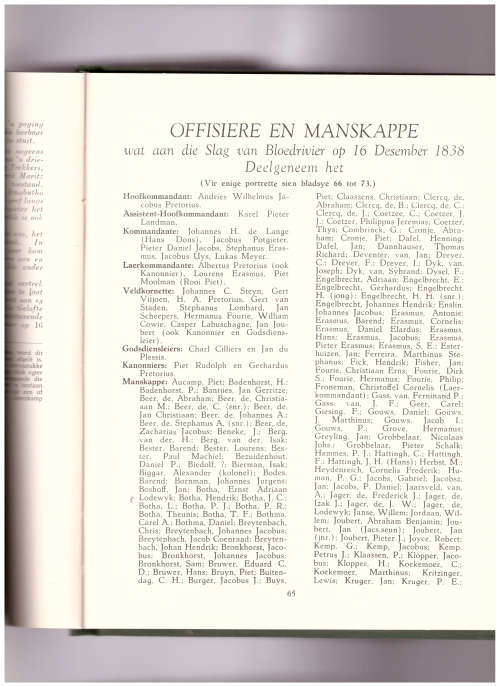 OFFISIERE EN MANSKAPPE
wat aan die Slag van Bloedrivier op 16 Desember 1838
Deelgeneem het
(Vir enige portrette sien bladsye 66 tot 73.)
Hoofkommandant: Andries Wilhelmus Ja-
cobus Pretorius.
Assistent-Hoofkommandant: Karel Pieter
Landman.
Kommandante: Johannes H. de Lange
(Hans Dons), Jacobus Potgieter,
Pieter Daniel Jacobs, Stephanus Eras-
mus, Jacobus Uys, Lukas Meyer.
Laerkommandante: Albertus Pretorius (ook
Kanonnier), Lourens Erasmus, Piet
Moolman (Rooi Piet).
Veldkornette: Johannes C. Steyn, Gert
Viljoen, H. A. Pretorius, Gert van
Staden, Stephanus Lombard, Jan
Scheepers, Hermanus Fourie, William
Cowie, Casper Labuschagne, Jan Jou-
bert (ook Kanonnier en Godsdiens-
leier).
Godsdiensleiers: Charl Cilliers en Jan du
Plessis.
Kanonniers: Piet Rudolph en Gerhardus
Pretorius.
Manskappe: Aucamp, Piet; Badenhorst, H.;
Badenhorst, P.; Bantjes, Jan Gerritze;
Beer, de, Abraham; Beer, de, Christia-
aan M.; Beer, de, C. (snr.); Beer, de,
Jan Christiaan; Beer, de, Johannes A.;
Beer, de, Stephanus A. (snr.); Beer, de,
Zacharias Jacobus; Beneke, J.; Berg,
van der, H.; Berg, van der, Isak;
Bester, Barend; Bester, Lourens; Bes-
ter, Paul Machiel; Bezuidenhout,
Daniel P.; Biedolf, ?; Bierman, Isak;
Biggar, Alexander (kolonel); Bodes,
Barend; Bornman, Johannes Jurgens;
Boshoff, Jan; Botha, Ernst Adriaan
Lodewyk; Botha, Hendrik; Botha, J. C.;
Botha, L.; Botha, P. J.; Botha, P. R.;
Botha, Theunis; Botha, T. F.; Bothma,
Carel A.; Bothma, Daniel; Breytenbach,
Chris; Breytenbach, Johannes Jacobus;
Breytenbach, Jacob Coenraad; Breyten-
bach, Johan Hendrik; Bronkhorst, Jaco-
bus; Bronkhorst, Johannes Jacobus;
Bronkhorst, Sam; Bruwer, Eduard C.
D.; Bruwer, Hans; Bruyn, Piet; Buiten-
dag, C. H.; Burger, Jacobus J.; Buys,
Piet; Claassens, Christiaan; Clercq, de,
Abraham; Clercq, de, B.; Clercq, de, C.;
Clercq, de, J.; Coetzee, C.; Coetzer, J.
J.; Coetzer, Philippus Jeremias; Coetzer,
Thys; Combrinck, G.; Cronje, Abra-
ham; Cronje, Piet; Dafel, Henning;
Dafel, Jan; Dannhauser, Thomas
Richard; Deventer, van, Jan; Dreyer,
C.; Dreyer, F.; Dreyer, J.; Dyk, van,
Joseph; Dyk, van, Sybrand; Dysel, F.;
Engelbrecht, Adriaan; Engelbrecht, E.;
Engelbrecht, Gerhardus; Engelbrecht,
H. (jong); Engelbrecht, H. H. (snr.);
Engelbrecht, Johannes Hendrik; Enslin,
Johannes Jacobus; Erasmus, Antonie;
Erasmus, Barend; Erasmus, Cornelis;
Erasmus, Daniel Elardus; Erasmus,
Hans; Erasmus, Jacobus; Erasmus,
Pieter Erasmus; Erasmus, S. E.; Ester-
huizen, Jan; Ferreira, Marthinus Ste-
phanus; Fick, Hendrik; Fisher, Jan;
Fourie, Christiaan Erns; Fourie, Dirk
S.; Fourie, Hermanus; Fourie, Philip;
Froneman, Christoffel Cornelis (Laer-
kommandant); Gass, van, Ferninand P.;
Gass, van, J. F.; Geer, Carel;
Giesing, F.; Gouws, Daniel; Gouws,
J. Marthinus; Gouws, Jacob I.;
Gouws, P.; Grove, Hermanus;
Greyling, Jan; Grobbelaar, Nicolaas
Johs.; Grobbelaar, Pieter Schalk;
Hammes, P. J.; Hattingh, C.; Hattingh,
F.; Hattingh, J. H. (Hans); Herbst, M.;
Heydenreich, Cornelis Frederik; Hu-
man, P. G.; Jacobs, Gabriel; Jacobsz,
Jan; Jacobs, P. Daniel; Jaarsveld, van,
A.; Jager, de, Frederick J.; Jager, de,
Izak J.; Jager, de, J. W.; Jager, de,
Lodewyk; Janse, Willem; Jordaan, Wil-
lem; Joubert, Abraham Benjamin; Jou-
bert, Jan (Jacs.seun); Joubert, Jan
(jnr.); Joubert, Pieter J.; Joyce, Robert;
Kemp, G.; Kemp, Jacobus; Kemp,
Petrus J.; Klaassen, P.; Klopper, Jaco-
bus; Klopper, H.; Koekemoer, C.;
Koekemoer, Marthinus; Kritzinger,
Lewis; Kruger, Jan; Kruger, P. E.
65